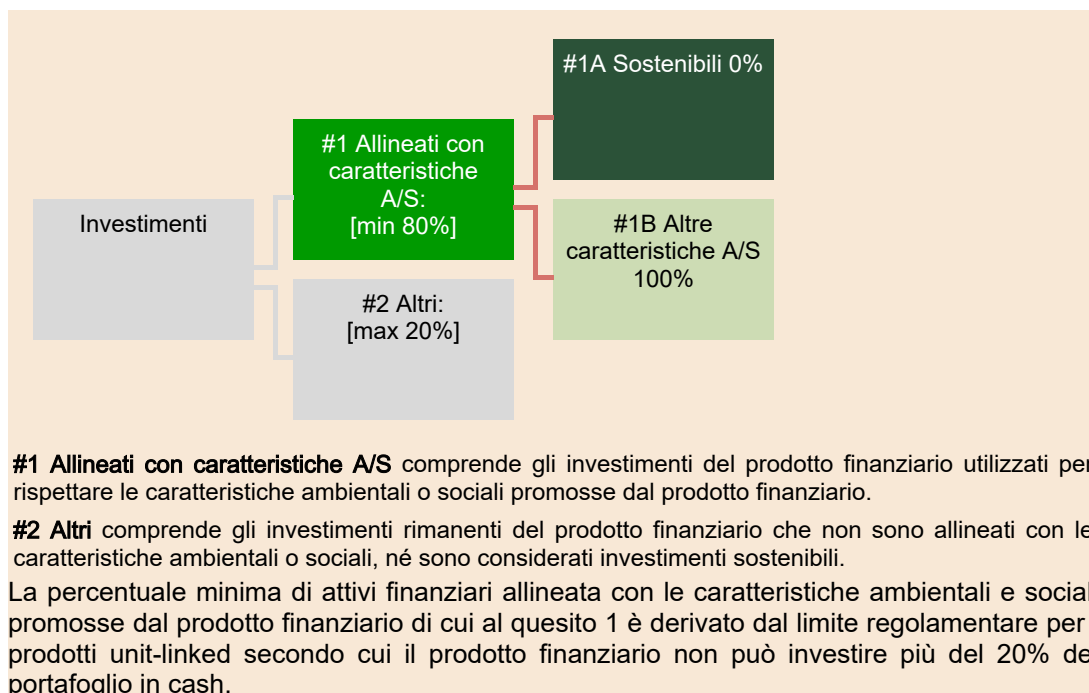 #1A Sostenibili 0%
#1 Allineati con
caratteristiche
A/S:
[min 80%]
Investimenti
#1B Altre
caratteristiche A/S
100%
#2 Altri:
[max 20%]
#1 Allineati con caratteristiche A/S comprende gli investimenti del prodotto finanziario utilizzati per
rispettare le caratteristiche ambientali o sociali promosse dal prodotto finanziario.
#2 Altri comprende gli investimenti rimanenti del prodotto finanziario che non sono allineati con le
caratteristiche ambientali o sociali, né sono considerati investimenti sostenibili.
La percentuale minima di attivi finanziari allineata con le caratteristiche ambientali e social
promosse dal prodotto finanziario di cui al quesito 1 è derivato dal limite regolamentare per
prodotti unit-linked secondo cui il prodotto finanziario non può investire più del 20% de
portafoglio in cash.